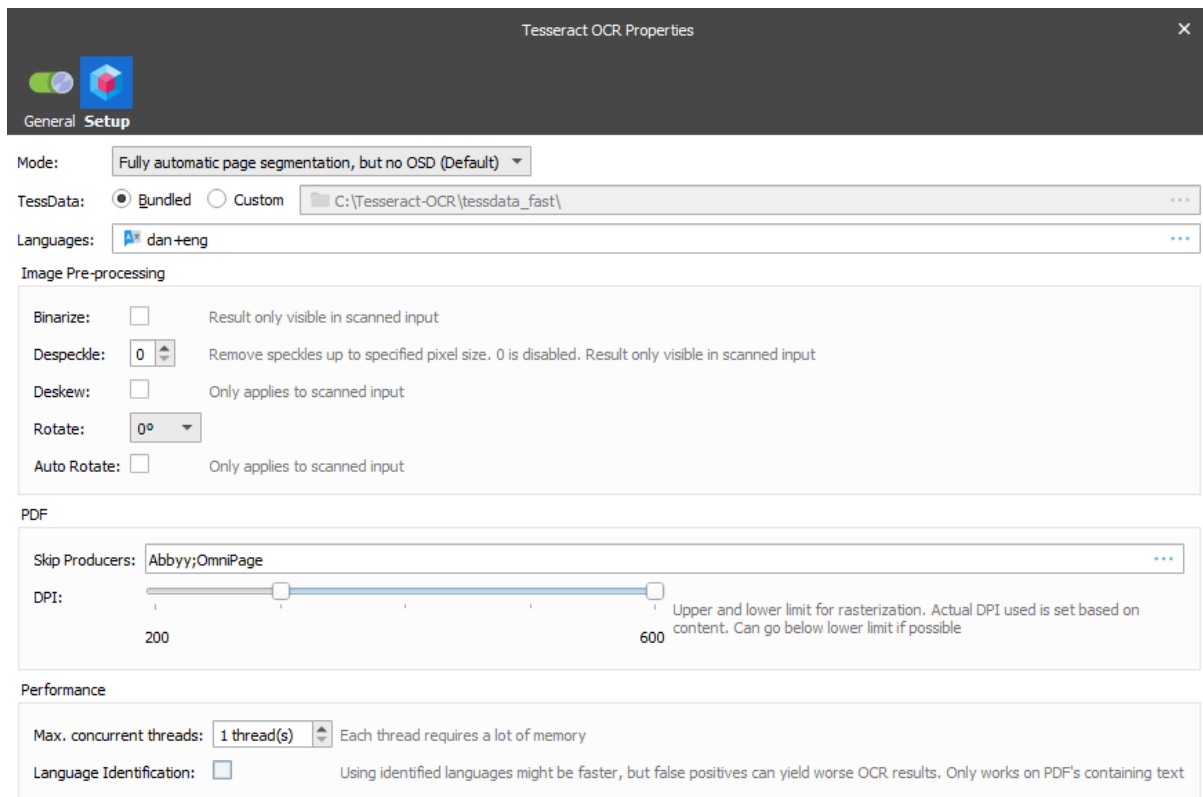 Tesseract OCR Properties
General Setup
Mode: Fully automatic page segmentation, but no OSD (Default)
TessData: Bundled Custom C:\Tesseract-OCR\tessdata_fast\ ...
Languages: dan+eng ...
Image Pre-processing
Binarize: Result only visible in scanned input
Despeckle: 0 Remove speckles up to specified pixel size. 0 is disabled. Result only visible in scanned input
Deskew: Only applies to scanned input
Rotate: 0º
Auto Rotate: Only applies to scanned input
PDF
Skip Producers: Abbyy;OmniPage ...
DPI:
200 600
Upper and lower limit for rasterization. Actual DPI used is set based on
content. Can go below lower limit if possible
Performance
Max. concurrent threads: 1 thread(s) Each thread requires a lot of memory
Language Identification: Using identified languages might be faster, but false positives can yield worse OCR results. Only works on PDF's containing text